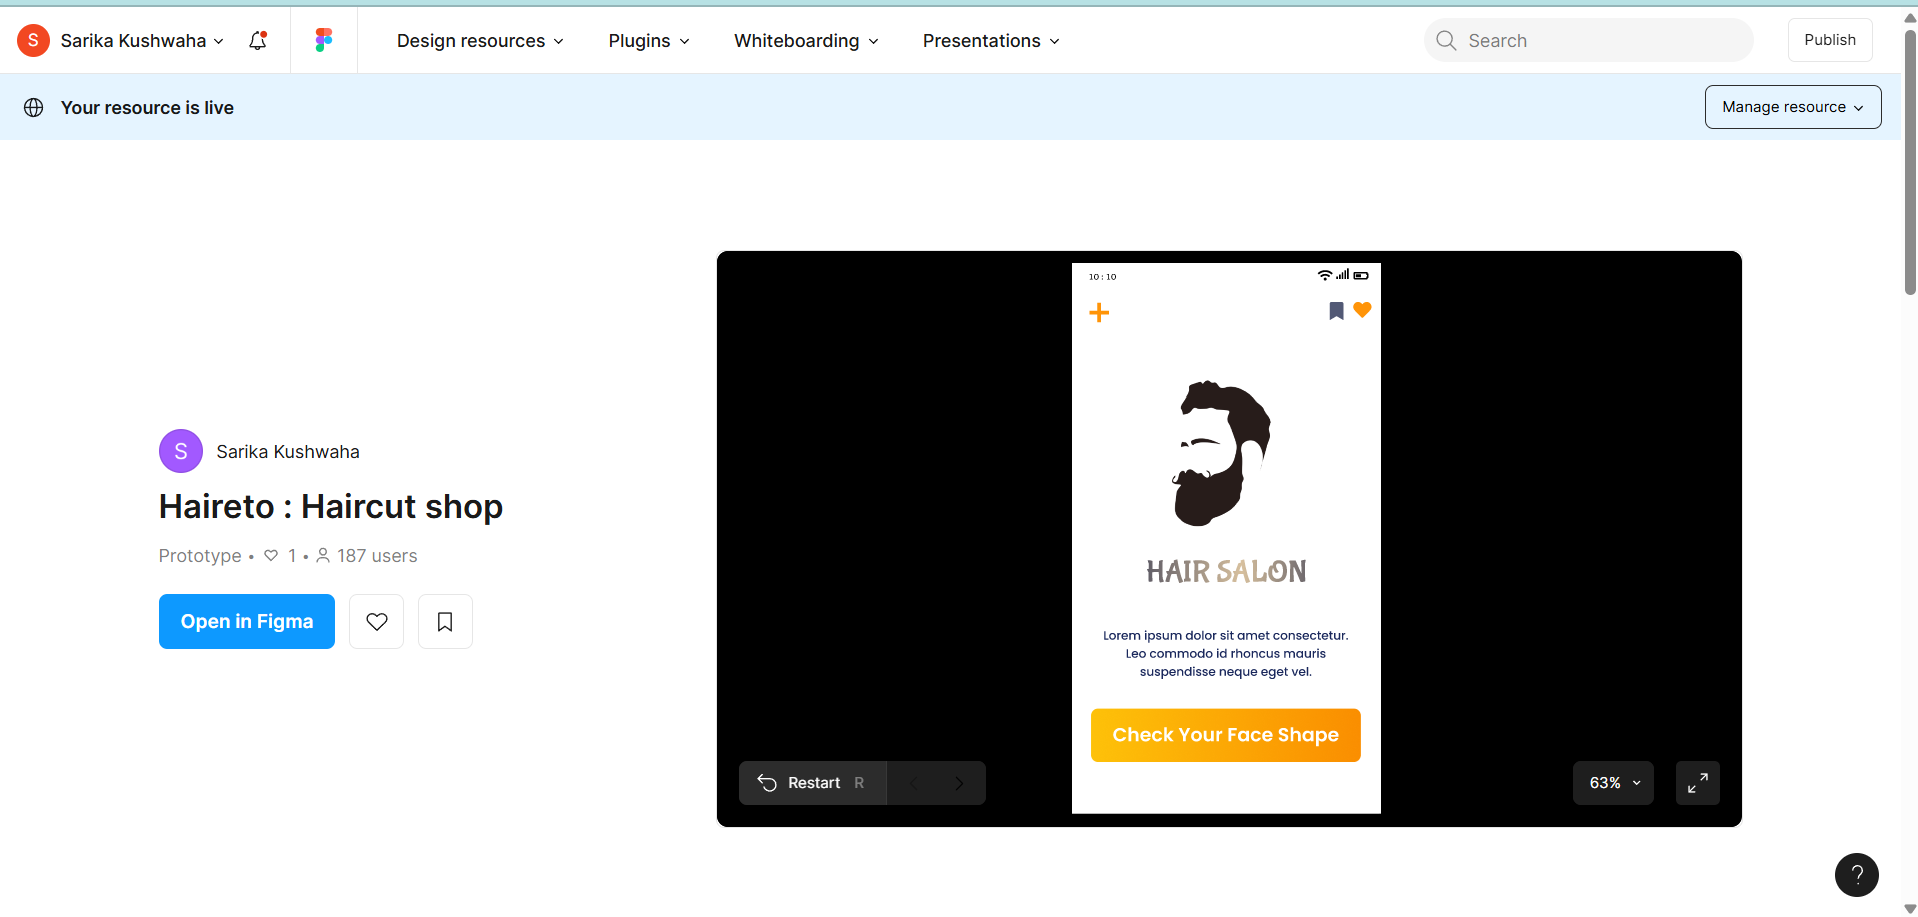 S Sarika Kushwaha Design resources Plugins Whiteboarding Presentations Search Publish
Your resource is live Manage resource
S Sarika Kushwaha
Haireto : Haircut shop
Prototype • 1 • 187 users
Open in Figma
10 : 10
HAIR SALON
Lorem ipsum dolor sit amet consectetur.
Leo commodo id rhoncus mauris
suspendisse neque eget vel.
Check Your Face Shape
Restart R 63%
?